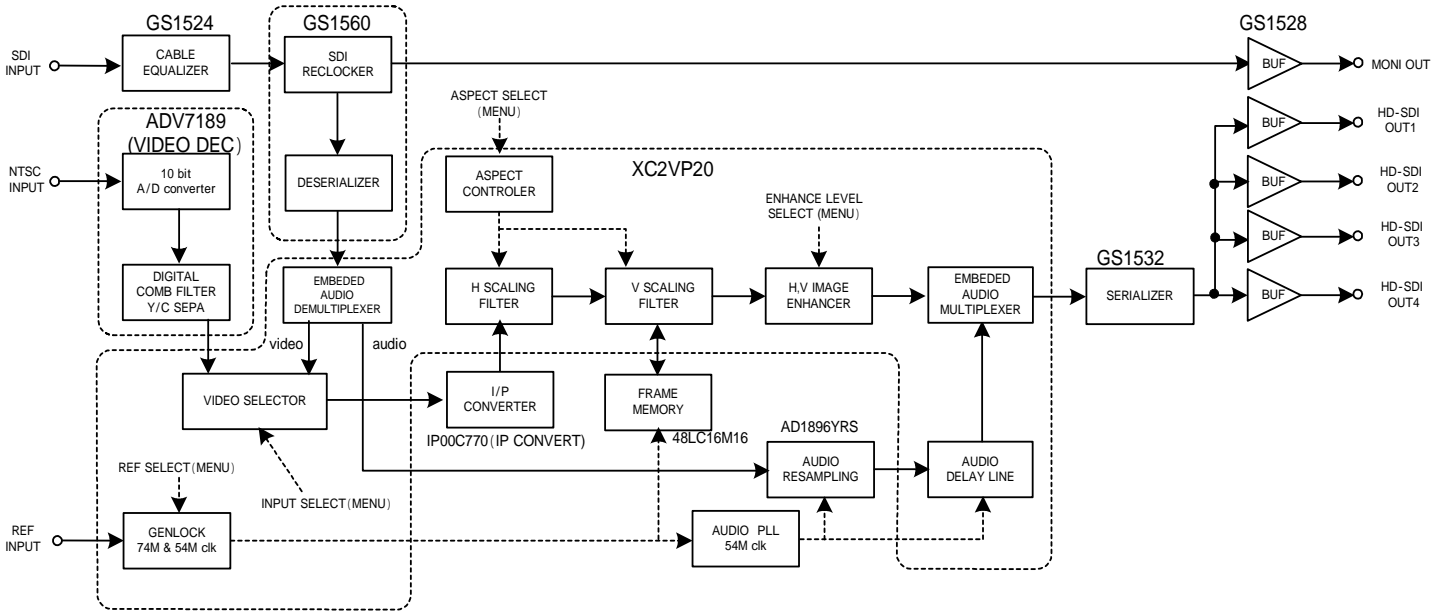 GS1524
GS1560
GS1528
SDI
INPUT
CABLE
EQUALIZER
SDI
RECLOCKER
BUF
MONI OUT
ASPECT SELECT
(MENU)
ADV7189
(VIDEO DEC)
XC2VP20
BUF
HD-SDI
OUT1
NTSC
INPUT
10 bit
A/D converter
DESERIALIZER
ASPECT
CONTROLER
ENHANCE LEVEL
SELECT (MENU)
BUF
HD-SDI
OUT2
BUF
HD-SDI
OUT3
GS1532
DIGITAL
COMB FILTER
Y/C SEPA
EMBEDED
AUDIO
DEMULTIPLEXER
H SCALING
FILTER
V SCALING
FILTER
H,V IMAGE
ENHANCER
EMBEDED
AUDIO
MULTIPLEXER
SERIALIZER
BUF
HD-SDI
OUT4
video
audio
VIDEO SELECTOR
I/P
CONVERTER
FRAME
MEMORY
IP00C770(IP CONVERT)
48LC16M16
AD1896YRS
REF SELECT(MENU)
INPUT SELECT(MENU)
AUDIO
RESAMPLING
AUDIO
DELAY LINE
REF
INPUT
GENLOCK
74M & 54M clk
AUDIO PLL
54M clk